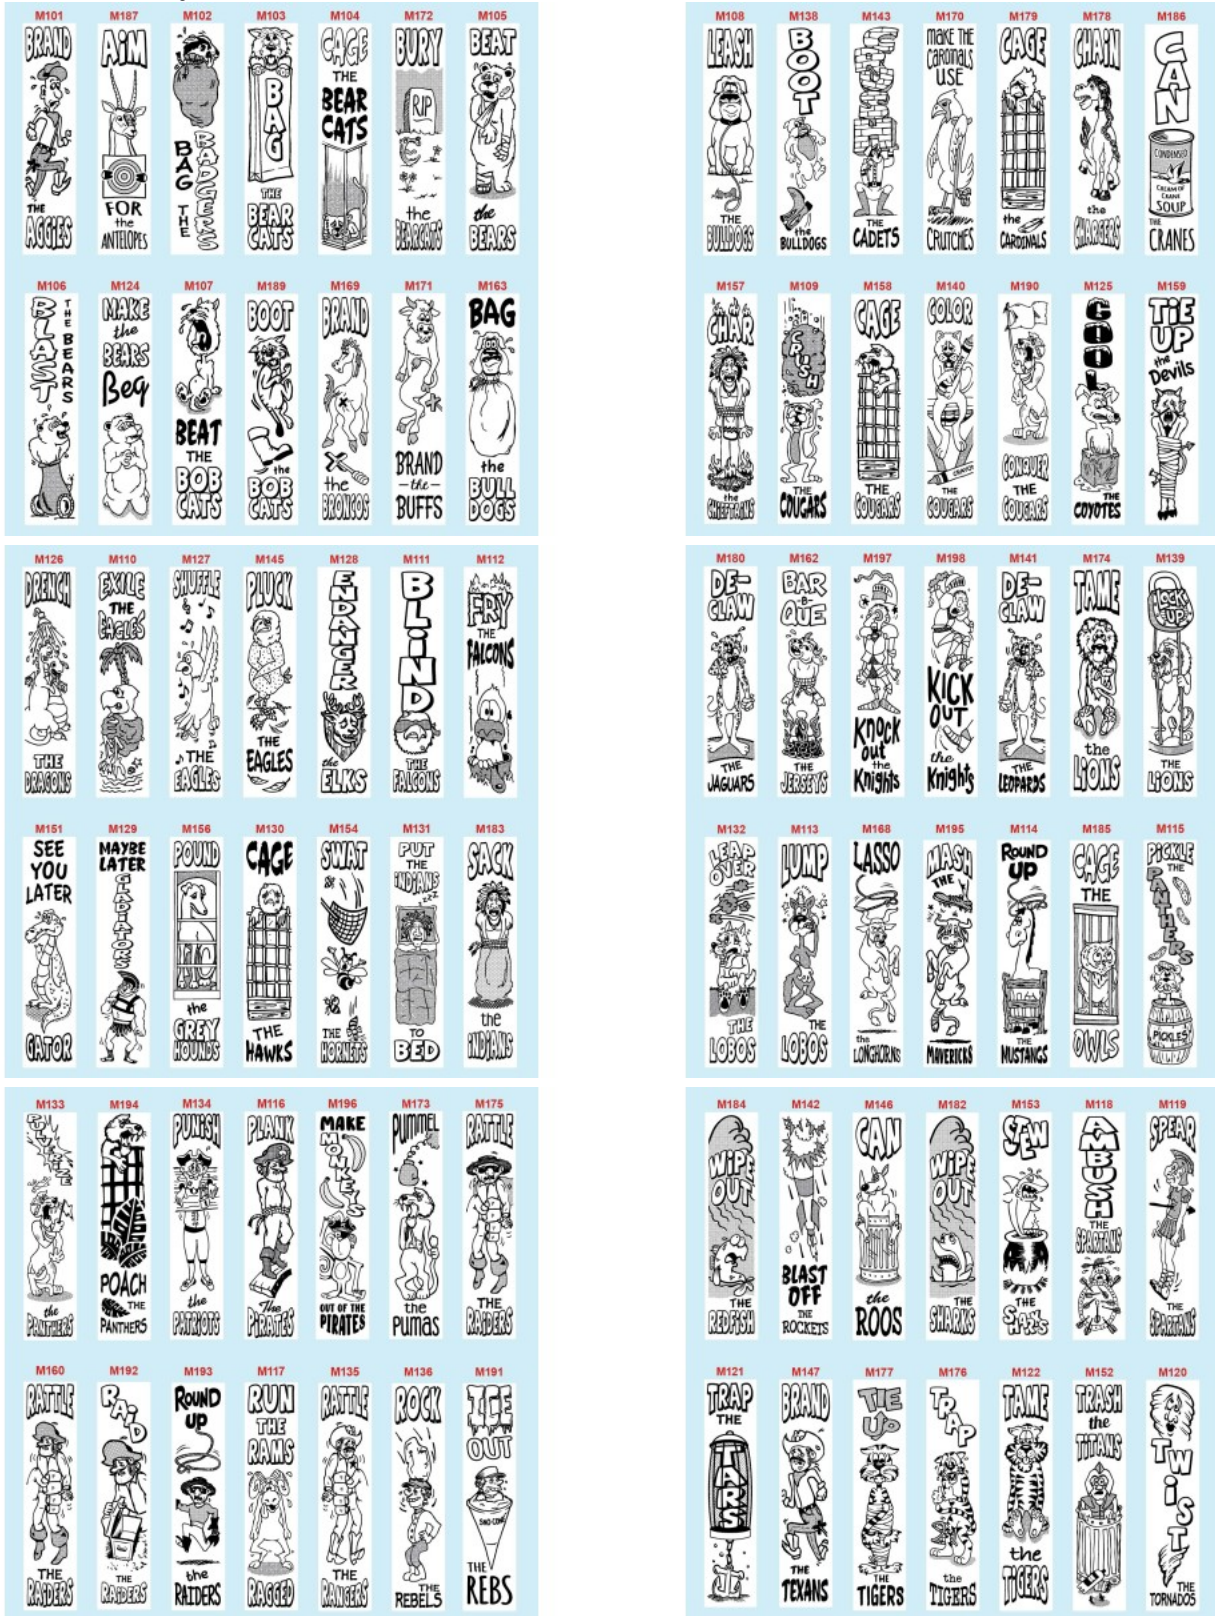 M101 M187 M102 M103 M104 M172 M105
BRAND
THE
AGGIES
AIM
FOR
the
ANTELOPES
BAG THE
BADGERS
BAG
THE
BEAR
CATS
CAGE
THE
BEAR
CATS
BURY
RIP
the
BEARCATS
BEAT
the
BEARS
M106 M124 M107 M189 M169 M171 M163
BLAST
THE BEARS
MAKE
the
BEARS
Beg
BEAT
THE
BOB
CATS
BOOT
the
BOB
CATS
BRAND
the
BRONCOS
BRAND
-the-
BUFFS
BAG
the
BULL
DOGS
M108 M138 M143 M170 M179 M178 M186
LEASH
THE
BULLDOGS
BOOT
the
BULLDOGS
THE
CADETS
MAKE THE
CARDINALS
USE
CRUTCHES
CAGE
the
CARDINALS
CHAIN
the
CHARGERS
CAN
CONDENSED
CREAM OF
CRANE
SOUP
THE
CRANES
M157 M109 M158 M140 M190 M125 M159
CHAR
the
CHIEFTAINS
CRUSH
THE
COUGARS
CAGE
THE
COUGARS
COLOR
CRAYON
THE
COUGARS
CONQUER
THE
COUGARS
COOL
THE
COYOTES
TiE
UP
the
Devils
M126 M110 M127 M145 M128 M111 M112
DRENCH
THE
DRAGONS
EXILE
THE
EAGLES
SHUFFLE
THE
EAGLES
PLUCK
THE
EAGLES
ENDANGER
the
ELKS
BLiND
THE
FALCONS
FRY
THE
FALCONS
M151 M129 M156 M130 M154 M131 M183
SEE
YOU
LATER
GATOR
MAYBE
LATER
GLADIATORS
POUND
the
GREY
HOUNDS
CAGE
THE
HAWKS
SWAT
THE
HORNETS
PUT
THE
INDIANS
ZZZ
TO
BED
SACK
the
INDIANS
M180 M162 M197 M198 M141 M174 M139
DE-
CLAW
THE
JAGUARS
BAR
-B-
QUE
THE
JERSEYS
Knock
out
the
Knights
KICK
OUT
the
Knights
DE-
CLAW
THE
LEOPARDS
TAME
the
LIONS
LOCK
UP
THE
LIONS
M132 M113 M168 M195 M114 M185 M115
LEAP
OVER
THE
LOBOS
LUMP
THE
LOBOS
LASSO
the
LONGHORNS
MASH
THE
MAVERICKS
ROUND
UP
THE
MUSTANGS
CAGE
THE
OWLS
PiCKLE
THE
PANTHERS
PICKLES
M133 M194 M134 M116 M196 M173 M175
PULVERIZE
the
PANTHERS
POACH
THE
PANTHERS
PUNISH
the
PATRIOTS
PLANK
The
PIRATES
MAKE
MONKEYS
OUT OF THE
PIRATES
PUMMEL
the
PUMAS
RATTLE
THE
RAIDERS
M160 M192 M193 M117 M135 M136 M191
RATTLE
THE
RAIDERS
RAiD
THE
RAIDERS
ROUND
UP
the
RAIDERS
RUN
THE
RAMS
RAGGED
RATTLE
THE
RANGERS
ROCK
THE
REBELS
ICE
OUT
SNO-CONE
THE
REBS
M184 M142 M146 M182 M153 M118 M119
WiPE
OUT
THE
REDFISH
BLAST
OFF
THE
ROCKETS
CAN
the
ROOS
WiPE
OUT
THE
SHARKS
STEW
THE
AMBUSH
THE
SPARTANS
SPEAR
THE
SPARTANS
M121 M147 M177 M176 M122 M152 M120
TRAP
THE
TARS
BRAND
THE
TEXANS
TIE
UP
THE
TIGERS
TRAP
the
TIGERS
TAME
the
TIGERS
TRASH
the
TITANS
TWiST
THE
TORNADOS